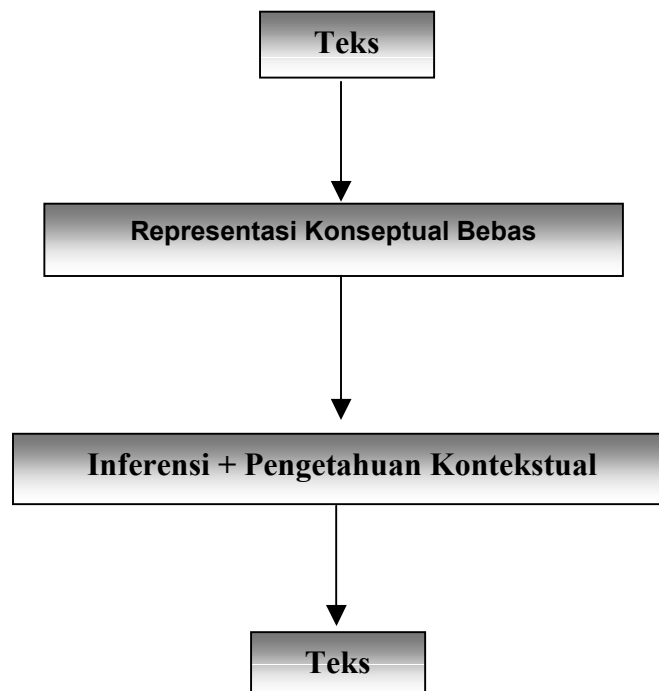 Teks
Representasi Konseptual Bebas
Inferensi + Pengetahuan Kontekstual
Teks